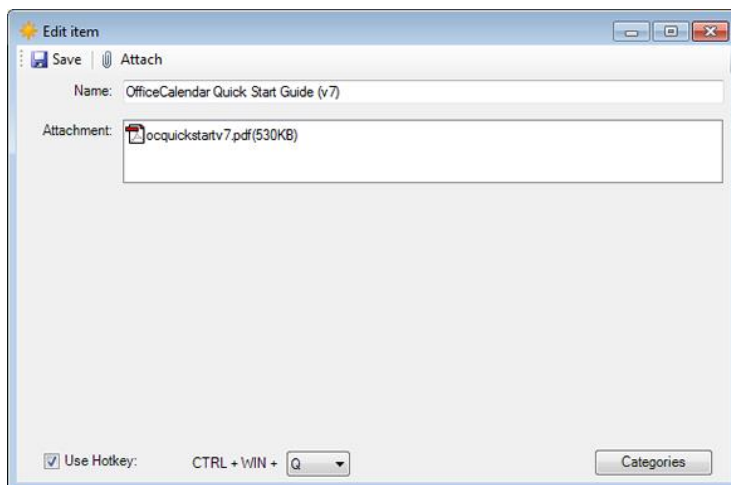 Edit item
Save Attach
Name: OfficeCalendar Quick Start Guide (v7)
Attachment: ocquickstartv7.pdf(530KB)
Use Hotkey: CTRL + WIN + Q Categories